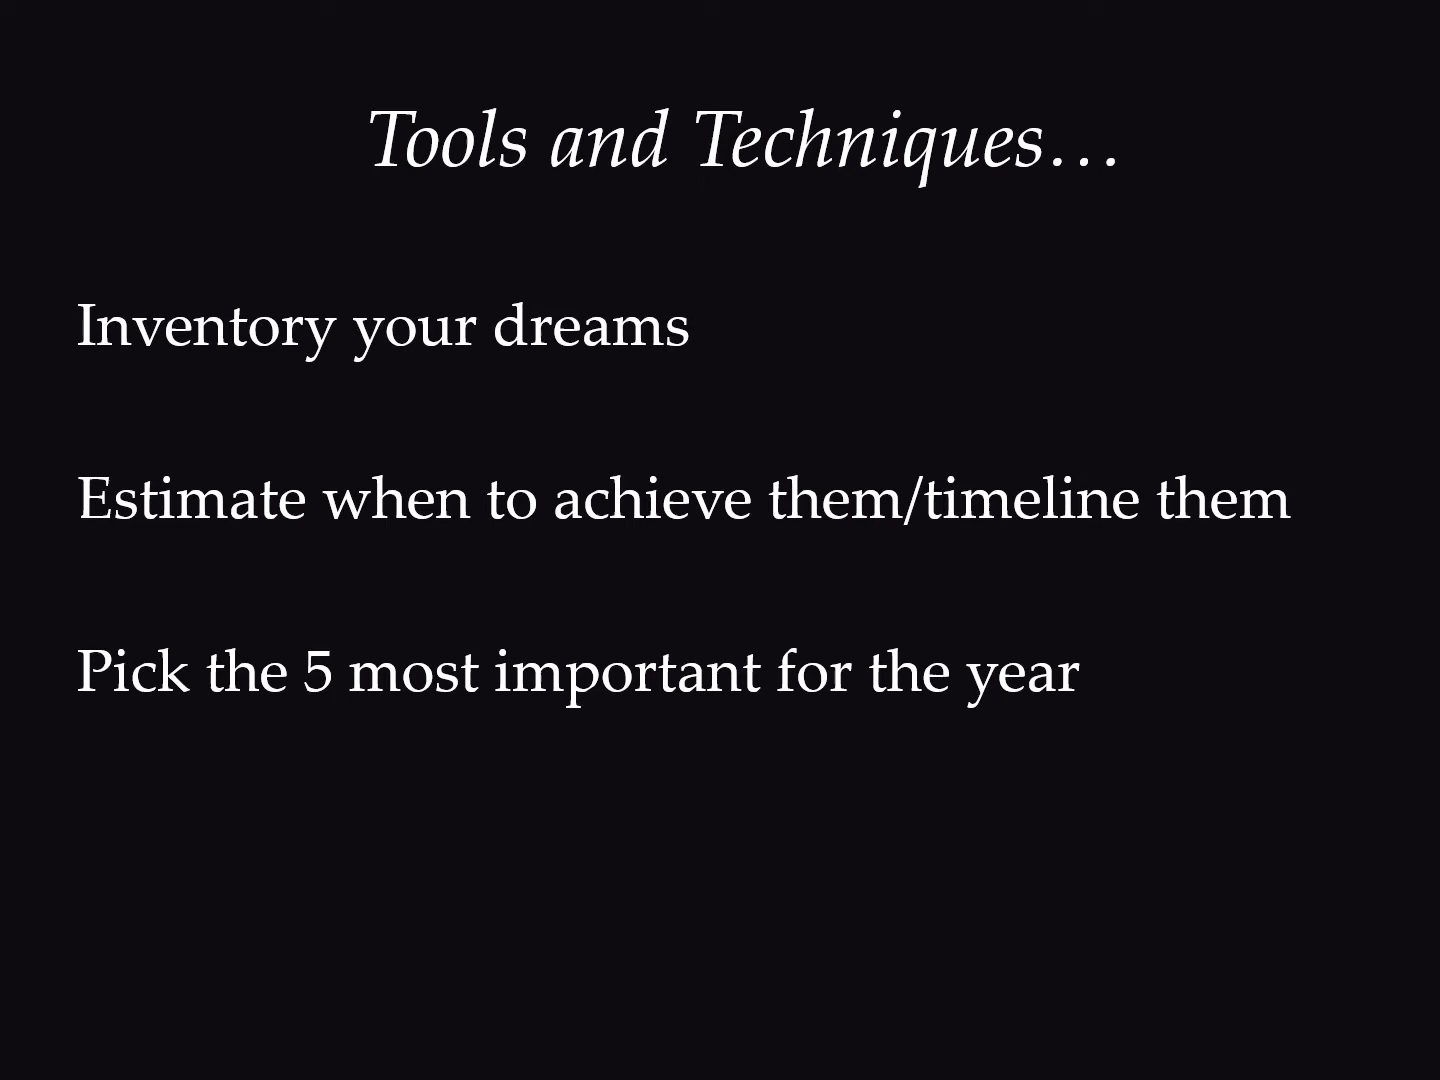 Tools and Techniques…
Inventory your dreams
Estimate when to achieve them/timeline them
Pick the 5 most important for the year